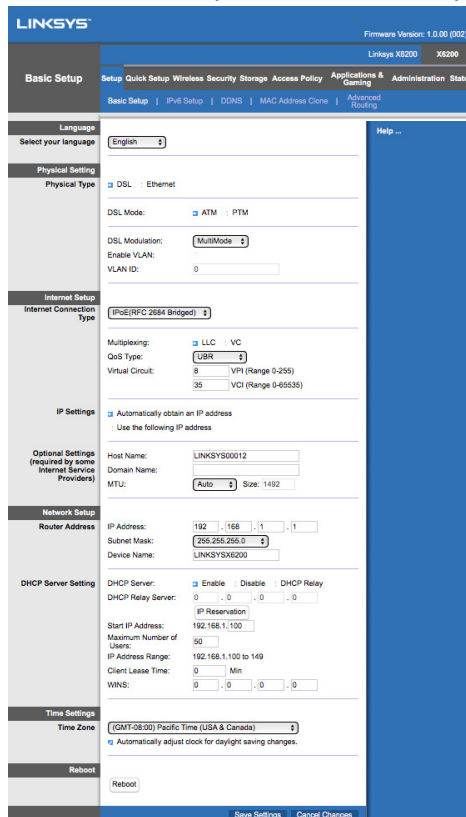 LINKSYS
Firmware Version: 1.0.00 (002)
Linksys X6200 X6200
Basic Setup
Setup Quick Setup Wireless Security Storage Access Policy Applications & Gaming Administration Statu
Basic Setup | IPv6 Setup | DDNS | MAC Address Clone | Advanced Routing
Language
Help ...
Select your language English
Physical Setting
Physical Type DSL Ethernet
DSL Mode: ATM PTM
DSL Modulation: MultiMode
Enable VLAN:
VLAN ID: 0
Internet Setup
Internet Connection Type IPoE(RFC 2684 Bridged)
Multiplexing: LLC VC
QoS Type: UBR
Virtual Circuit: 8 VPI (Range 0-255)
35 VCI (Range 0-65535)
IP Settings Automatically obtain an IP address
Use the following IP address
Optional Settings (required by some Internet Service Providers)
Host Name: LINKSYS00012
Domain Name:
MTU: Auto Size: 1492
Network Setup
Router Address IP Address: 192 . 168 . 1 . 1
Subnet Mask: 255.255.255.0
Device Name: LINKSYSX6200
DHCP Server Setting DHCP Server: Enable Disable DHCP Relay
DHCP Relay Server: 0 . 0 . 0 . 0
IP Reservation
Start IP Address: 192.168.1. 100
Maximum Number of Users: 50
IP Address Range: 192.168.1.100 to 149
Client Lease Time: 0 Min
WINS: 0 . 0 . 0 . 0
Time Settings
Time Zone (GMT-08:00) Pacific Time (USA & Canada)
Automatically adjust clock for daylight saving changes.
Reboot
Reboot
Save Settings Cancel Changes